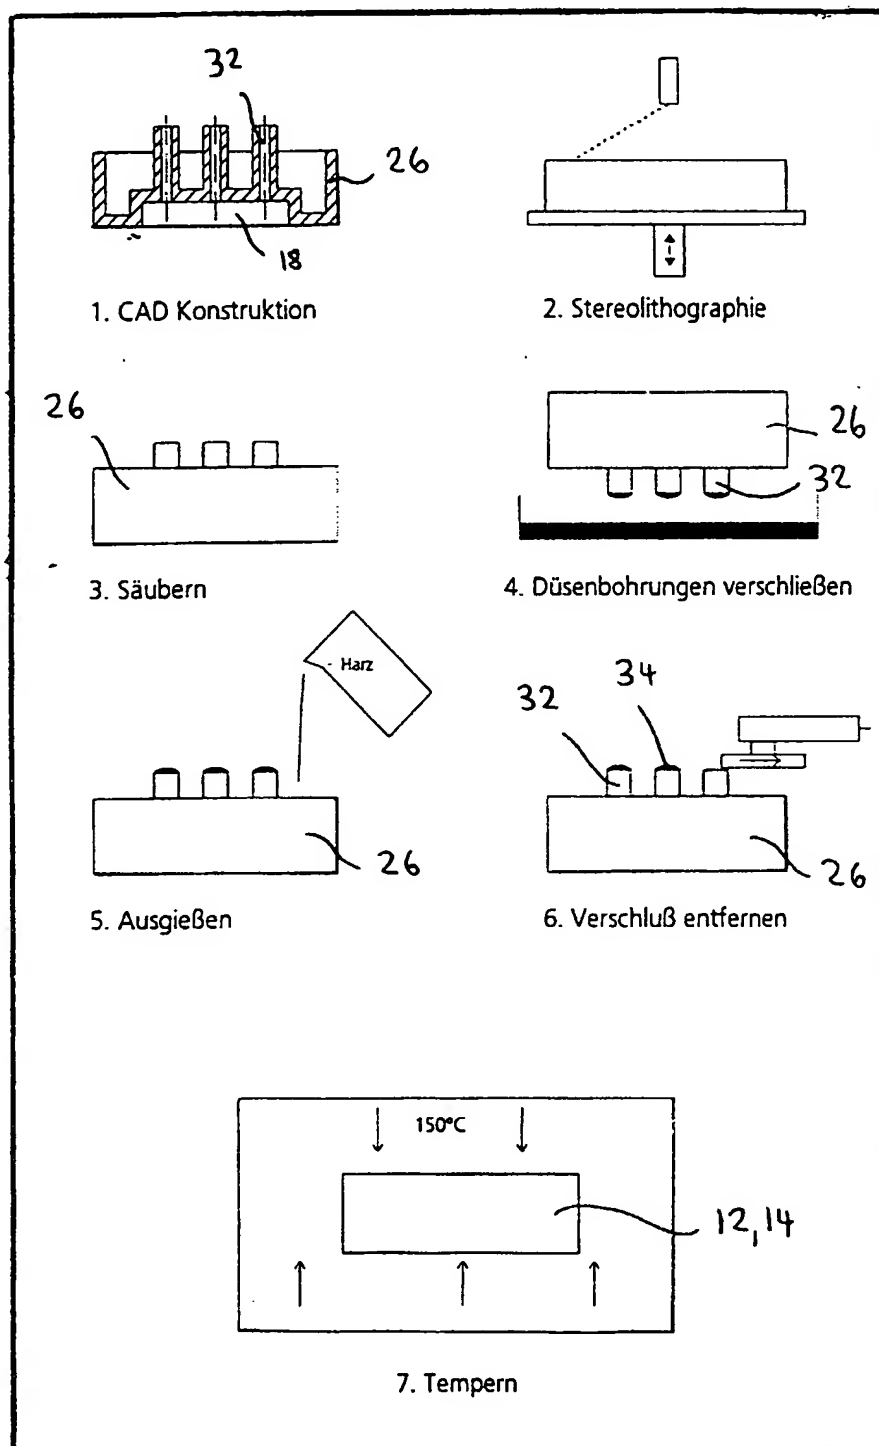 32
26
18
1. CAD Konstruktion
2. Stereolithographie
26
26
32
3. Säubern
4. Düsenbohrungen verschließen
Harz
26
5. Ausgießen
32
34
26
6. Verschluß entfernen
150°C
12,14
7. Tempern